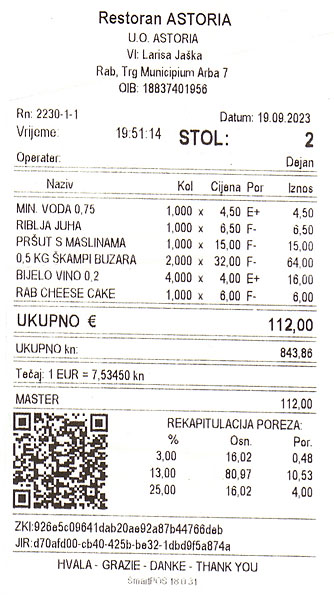 Restoran ASTORIA
U.O. ASTORIA
Vl: Larisa Jaška
Rab, Trg Municipium Arba 7
OIB: 18837401956
Rn: 2230-1-1 Datum: 19.09.2023
Vrijeme: 19:51:14 STOL: 2
Operater: Dejan
Naziv Kol Cijena Por Iznos
MIN. VODA 0,75 1,000 x 4,50 E+ 4,50
RIBLJA JUHA 1,000 x 6,50 F- 6,50
PRŠUT S MASLINAMA 1,000 x 15,00 F- 15,00
0,5 KG ŠKAMPI BUZARA 2,000 x 32,00 F- 64,00
BIJELO VINO 0,2 4,000 x 4,00 E+ 16,00
RAB CHEESE CAKE 1,000 x 6,00 F- 6,00
UKUPNO € 112,00
UKUPNO kn: 843,86
Tečaj: 1 EUR = 7,53450 kn
MASTER 112,00
REKAPITULACIJA POREZA:
% Osn. Por.
3,00 16,02 0,48
13,00 80,97 10,53
25,00 16,02 4,00
ZKI:926e5c09641dab20ae92a87b44766deb
JIR:d70afd00-cb40-425b-be32-1dbd9f5a874a
HVALA - GRAZIE - DANKE - THANK YOU
SmartPOS 18.0.31